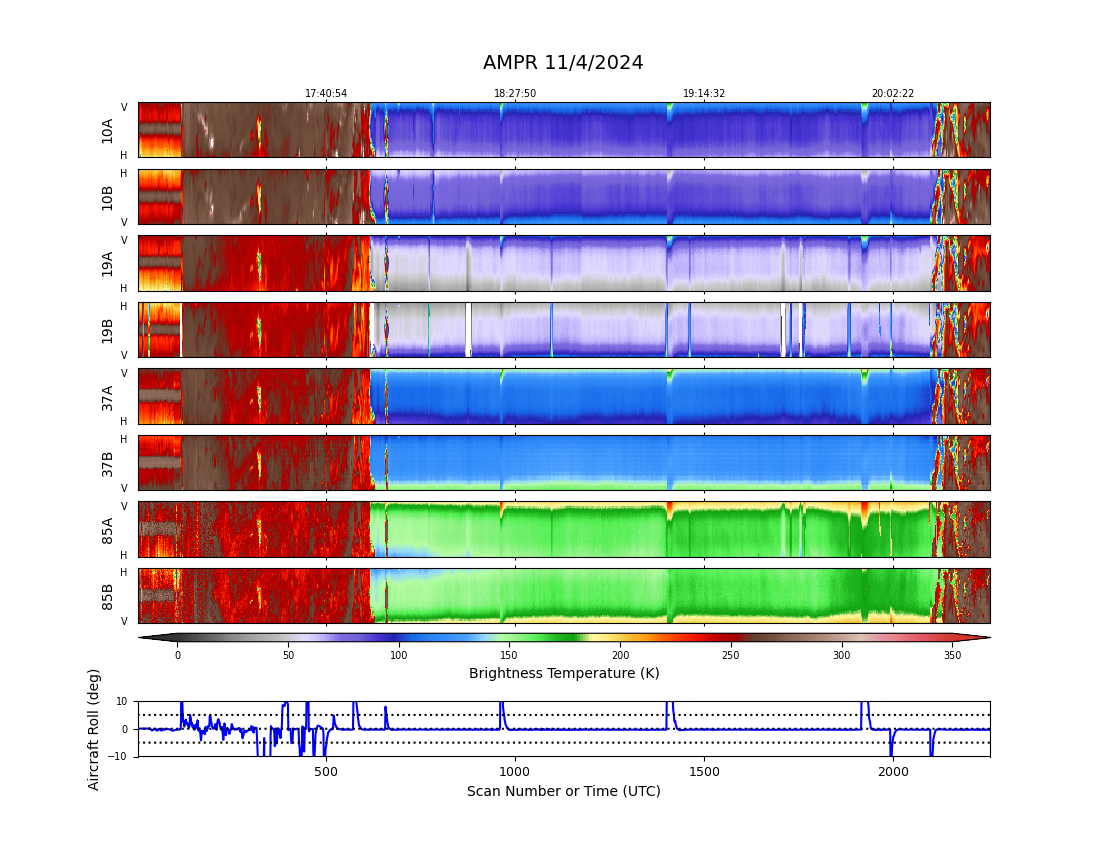 AMPR 11/4/2024
17:40:54 18:27:50 19:14:32 20:02:22
V
10A
H
H
10B
V
V
19A
H
H
19B
V
V
37A
H
H
37B
V
V
85A
H
H
85B
V
0 50 100 150 200 250 300 350
Brightness Temperature (K)
Aircraft Roll (deg)
10
0
−10
500 1000 1500 2000
Scan Number or Time (UTC)